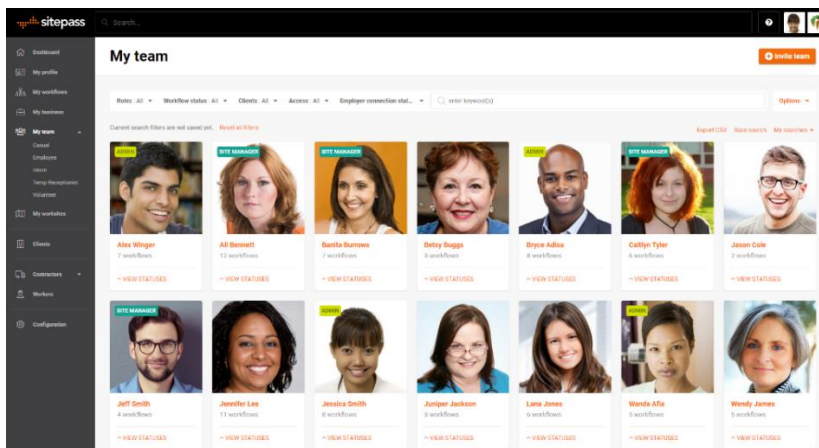 sitepass
Search...
Dashboard
My profile
My workflows
My business
My team
Casual
Employee
Intern
Temp Receptionist
Volunteer
My worksites
Clients
Contractors
Workers
Configuration
My team
Invite team
Roles : All Workflow status : All Clients : All Access : All Employer connection stat... enter keyword(s) Options
Current search filters are not saved yet. Reset all filters
Export CSV Save search My searches
ADMIN SITE MANAGER SITE MANAGER ADMIN SITE MANAGER
Alex Winger Ali Bennett Banita Burrows Betsy Buggs Bryce Adisa Caitlyn Tyler Jason Cole
7 workflows 12 workflows 7 workflows 9 workflows 8 workflows 6 workflows 2 workflows
VIEW STATUSES VIEW STATUSES VIEW STATUSES VIEW STATUSES VIEW STATUSES VIEW STATUSES VIEW STATUSES
SITE MANAGER ADMIN ADMIN
Jeff Smith Jennifer Lee Jessica Smith Juniper Jackson Lana Jones Wanda Afia Wendy James
4 workflows 11 workflows 8 workflows 3 workflows 6 workflows 5 workflows 5 workflows
VIEW STATUSES VIEW STATUSES VIEW STATUSES VIEW STATUSES VIEW STATUSES VIEW STATUSES VIEW STATUSES